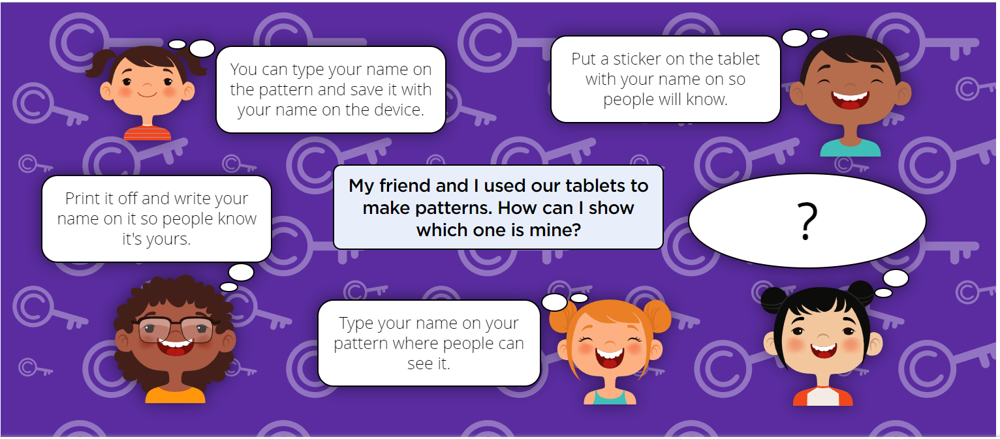 You can type your name on
the pattern and save it with
your name on the device.
Put a sticker on the tablet
with your name on so
people will know.
Print it off and write your
name on it so people know
it's yours.
My friend and I used our tablets to
make patterns. How can I show
which one is mine?
?
Type your name on your
pattern where people can
see it.